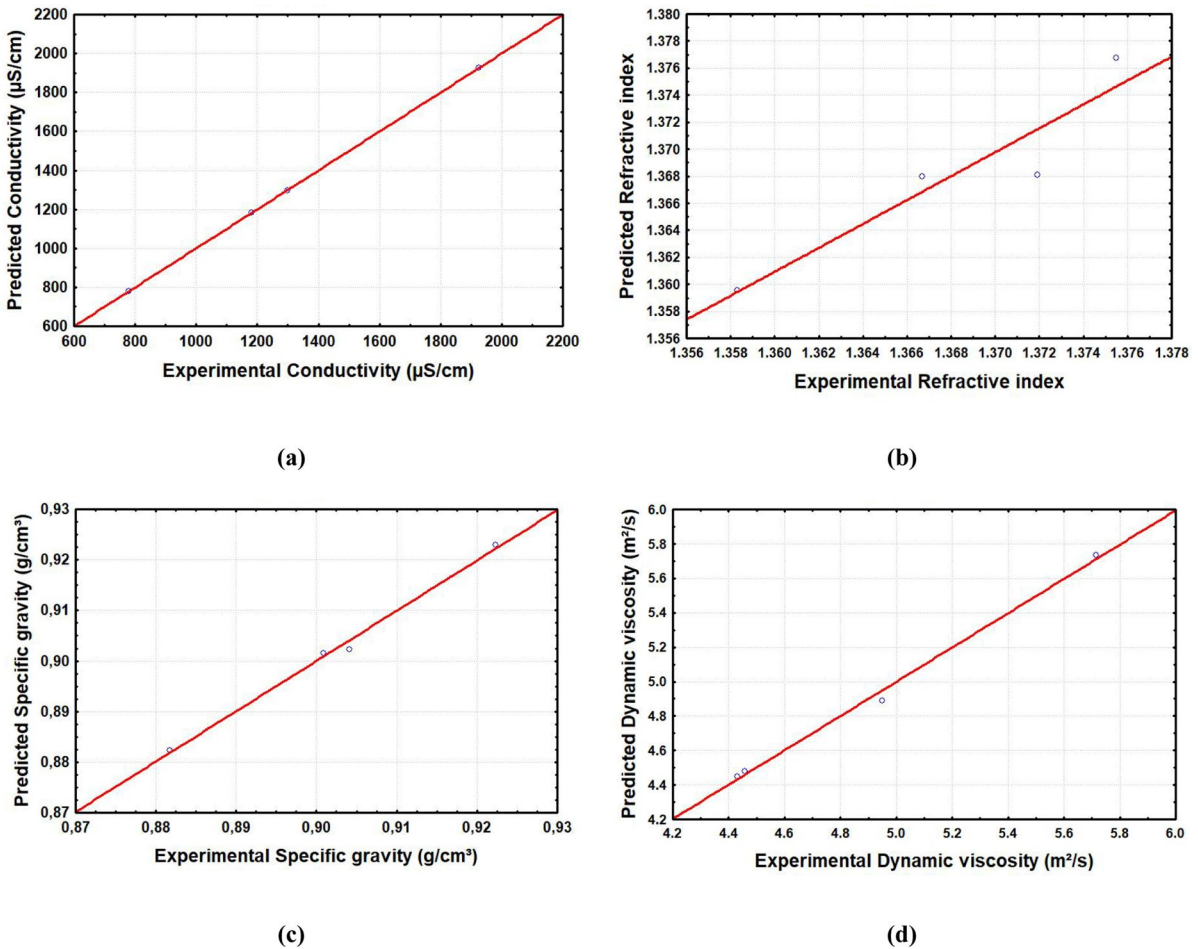 2200
2000
1800
1600
1400
1200
1000
800
600
600 800 1000 1200 1400 1600 1800 2000 2200
Predicted Conductivity (µS/cm)
Experimental Conductivity (µS/cm)
(a)
1.380
1.378
1.376
1.374
1.372
1.370
1.368
1.366
1.364
1.362
1.360
1.358
1.356
1.356 1.358 1.360 1.362 1.364 1.366 1.368 1.370 1.372 1.374 1.376 1.378
Predicted Refractive index
Experimental Refractive index
(b)
0,93
0,92
0,91
0,90
0,89
0,88
0,87
0,87 0,88 0,89 0,90 0,91 0,92 0,93
Predicted Specific gravity (g/cm³)
Experimental Specific gravity (g/cm³)
(c)
6.0
5.8
5.6
5.4
5.2
5.0
4.8
4.6
4.4
4.2
4.2 4.4 4.6 4.8 5.0 5.2 5.4 5.6 5.8 6.0
Predicted Dynamic viscosity (m²/s)
Experimental Dynamic viscosity (m²/s)
(d)